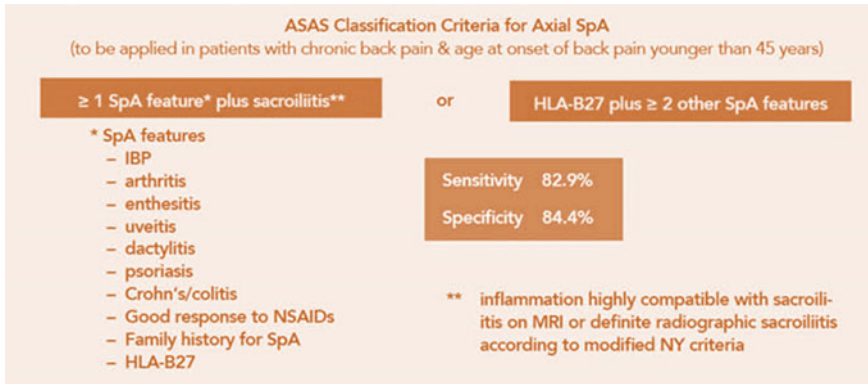 ASAS Classification Criteria for Axial SpA
(to be applied in patients with chronic back pain & age at onset of back pain younger than 45 years)
≥ 1 SpA feature* plus sacroiliitis**
or
HLA-B27 plus ≥ 2 other SpA features
* SpA features
– IBP
– arthritis
– enthesitis
– uveitis
– dactylitis
– psoriasis
– Crohn's/colitis
– Good response to NSAIDs
– Family history for SpA
– HLA-B27
Sensitivity 82.9%
Specificity 84.4%
** inflammation highly compatible with sacroili-
itis on MRI or definite radiographic sacroiliitis
according to modified NY criteria